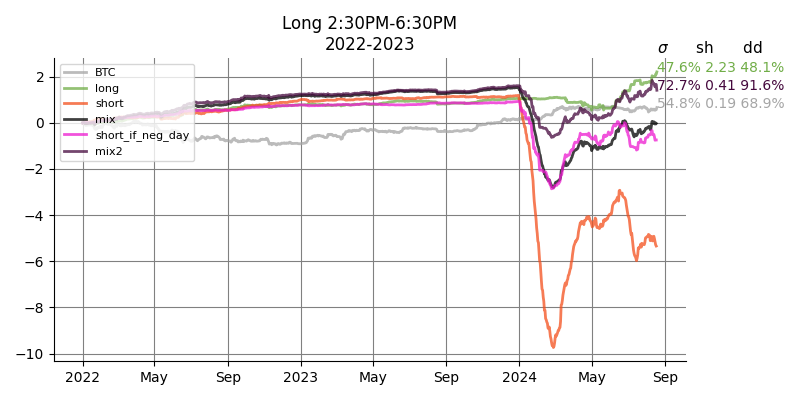 Long 2:30PM-6:30PM
2022-2023
σ sh dd
47.6% 2.23 48.1%
72.7% 0.41 91.6%
54.8% 0.19 68.9%
BTC
long
short
mix
short_if_neg_day
mix2
2
0
−2
−4
−6
−8
−10
2022 May Sep 2023 May Sep 2024 May Sep